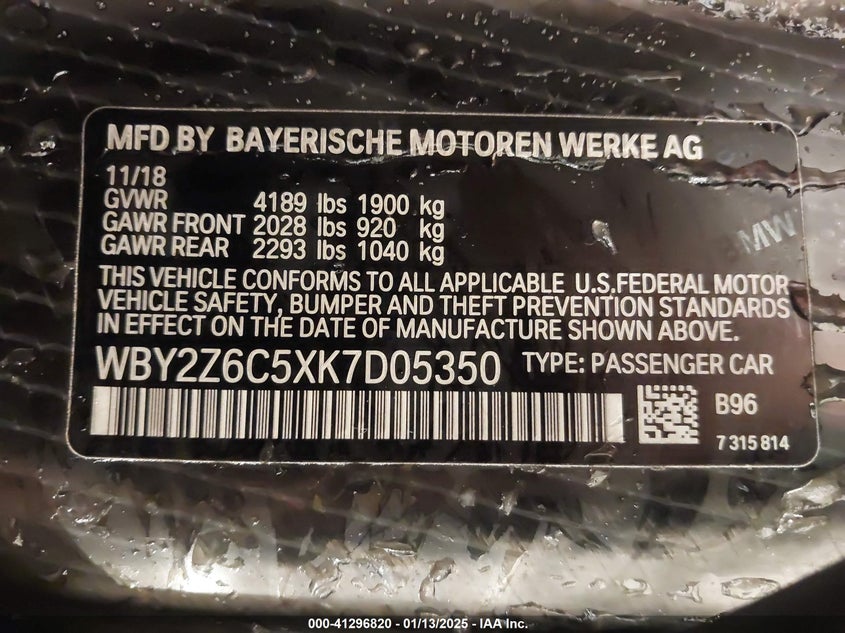 MFD BY BAYERISCHE MOTOREN WERKE AG
11/18
GVWR 4189 lbs 1900 kg
GAWR FRONT 2028 lbs 920 kg
GAWR REAR 2293 lbs 1040 kg
BMW
THIS VEHICLE CONFORMS TO ALL APPLICABLE U.S.FEDERAL MOTOR
VEHICLE SAFETY, BUMPER AND THEFT PREVENTION STANDARDS
IN EFFECT ON THE DATE OF MANUFACTURE SHOWN ABOVE.
WBY2Z6C5XK7D05350 TYPE: PASSENGER CAR
B96
7 315 814
000-41296820 - 01/13/2025 - IAA Inc.